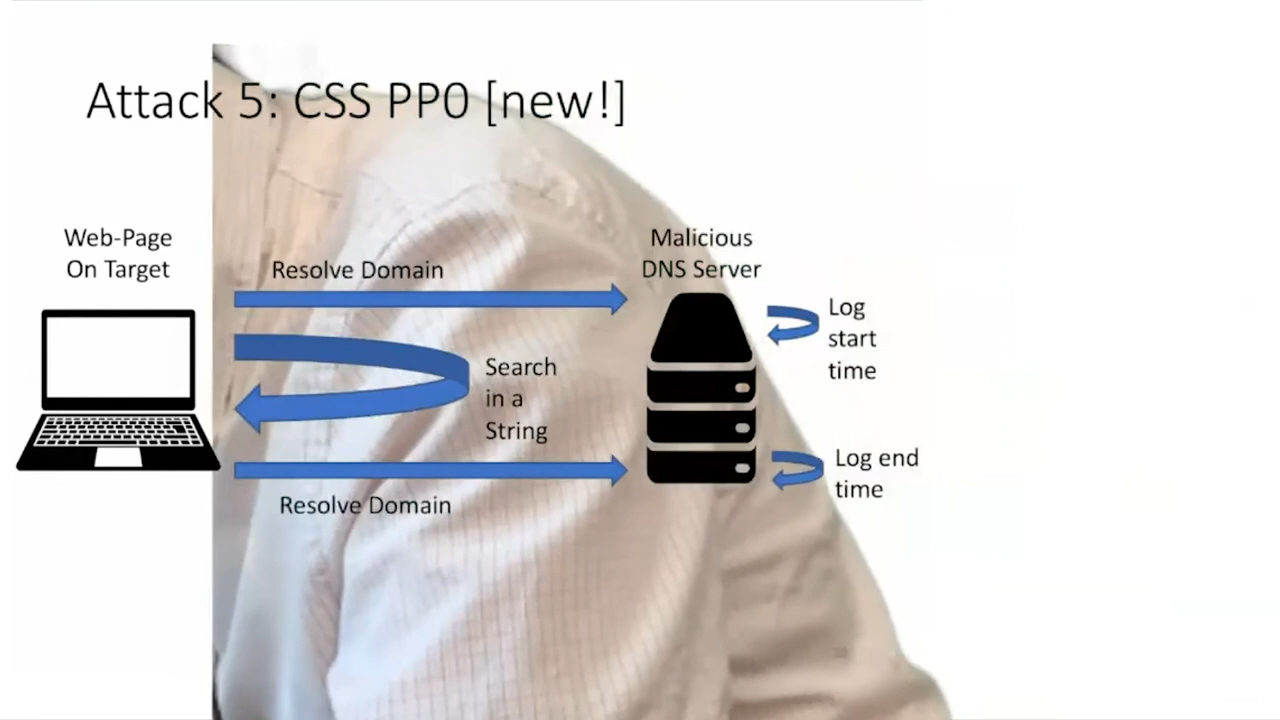 Attack 5: CSS PP0 [new!]
Web-Page
On Target
Resolve Domain
Malicious
DNS Server
Log
start
time
Search
in a
String
Log end
time
Resolve Domain